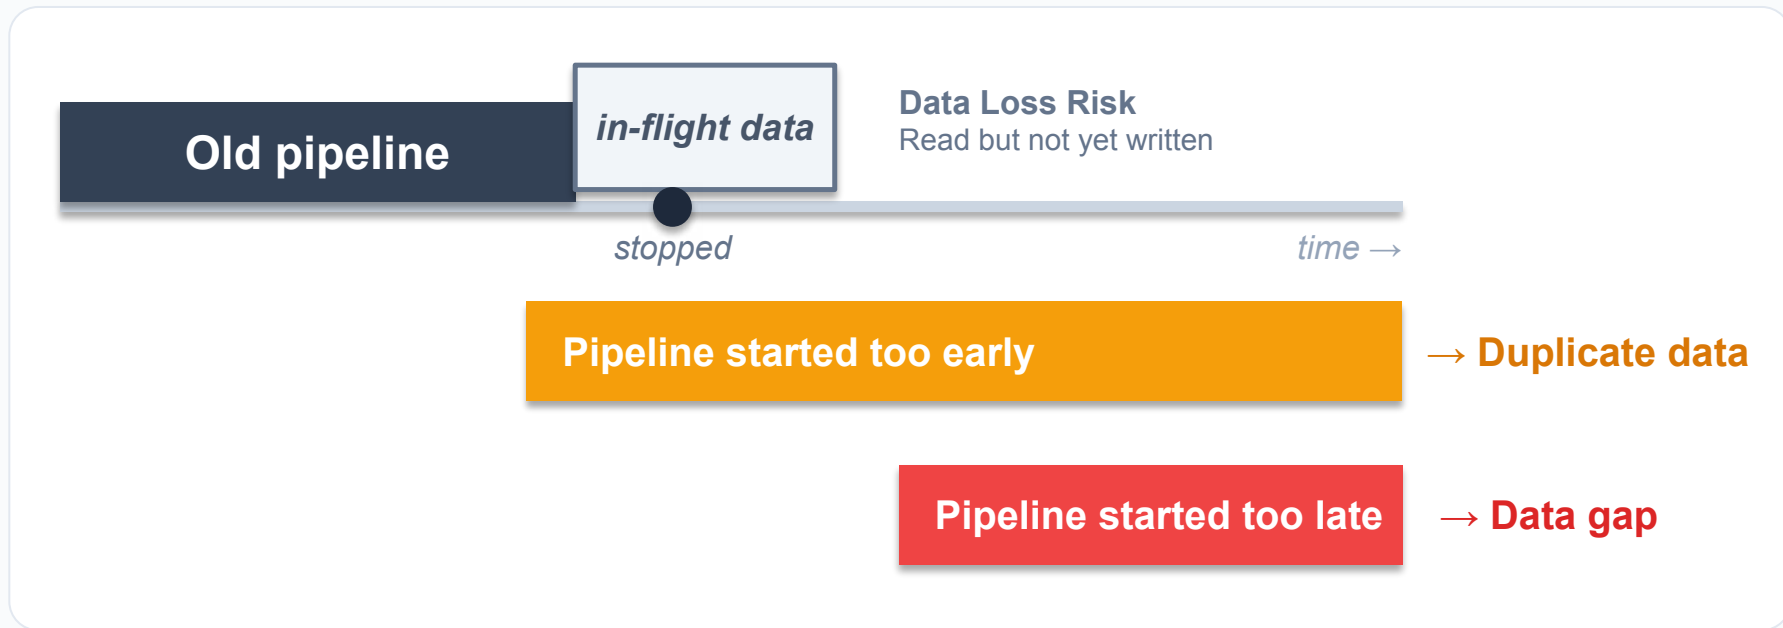 Old pipeline
in-flight data
Data Loss Risk
Read but not yet written
stopped
time →
Pipeline started too early
→ Duplicate data
Pipeline started too late
→ Data gap